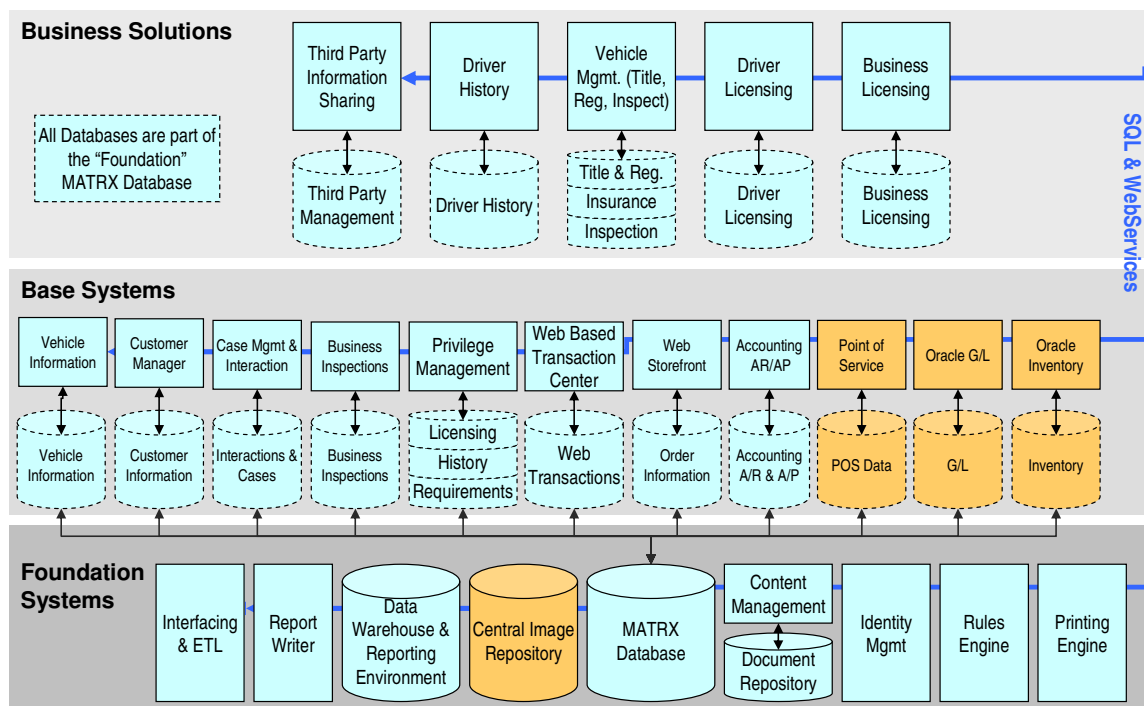 Business Solutions
Third Party
Information
Sharing
Driver
History
Vehicle
Mgmt. (Title,
Reg, Inspect)
Driver
Licensing
Business
Licensing
All Databases are part of
the “Foundation”
MATRX Database
Third Party
Management
Driver History
Title & Reg.
Insurance
Inspection
Driver
Licensing
Business
Licensing
SQL & WebServices
Base Systems
Vehicle
Information
Customer
Manager
Case Mgmt &
Interaction
Business
Inspections
Privilege
Management
Web Based
Transaction
Center
Web
Storefront
Accounting
AR/AP
Point of
Service
Oracle G/L
Oracle
Inventory
Vehicle
Information
Customer
Information
Interactions &
Cases
Business
Inspections
Licensing
History
Requirements
Web
Transactions
Order
Information
Accounting
A/R & A/P
POS Data
G/L
Inventory
Foundation
Systems
Interfacing
& ETL
Report
Writer
Data
Warehouse &
Reporting
Environment
Central Image
Repository
MATRX
Database
Content
Management
Document
Repository
Identity
Mgmt
Rules
Engine
Printing
Engine